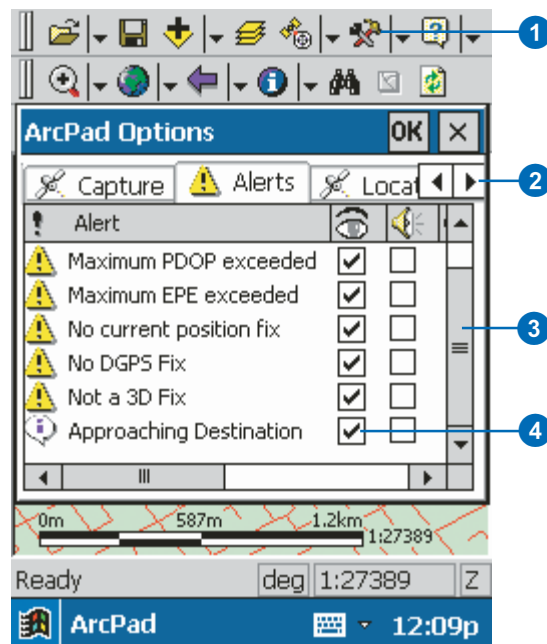 1
ArcPad Options OK
Capture Alerts Locat
2
Alert
Maximum PDOP exceeded
Maximum EPE exceeded
No current position fix
3
No DGPS Fix
Not a 3D Fix
Approaching Destination
4
0m 587m 1.2km
1:27389
Ready deg 1:27389 Z
ArcPad 12:09p